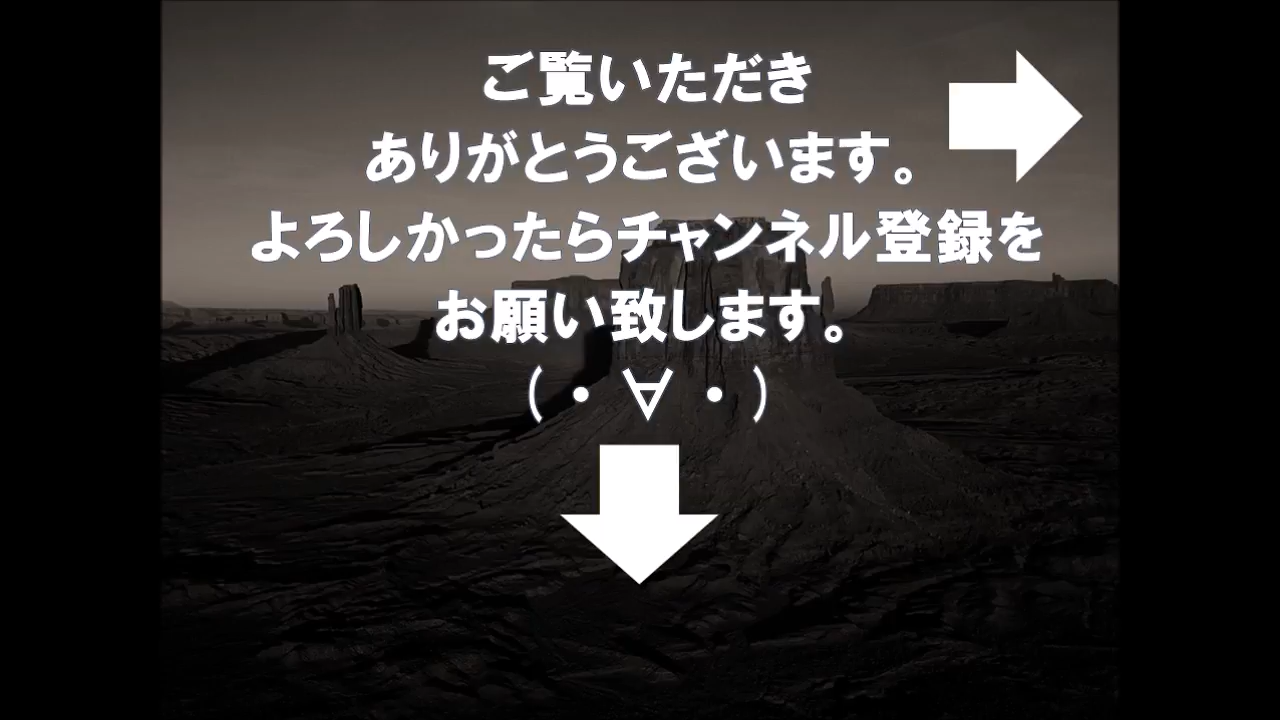 ご覧いただき
ありがとうございます。
よろしかったらチャンネル登録を
お願い致します。
(・∀・)